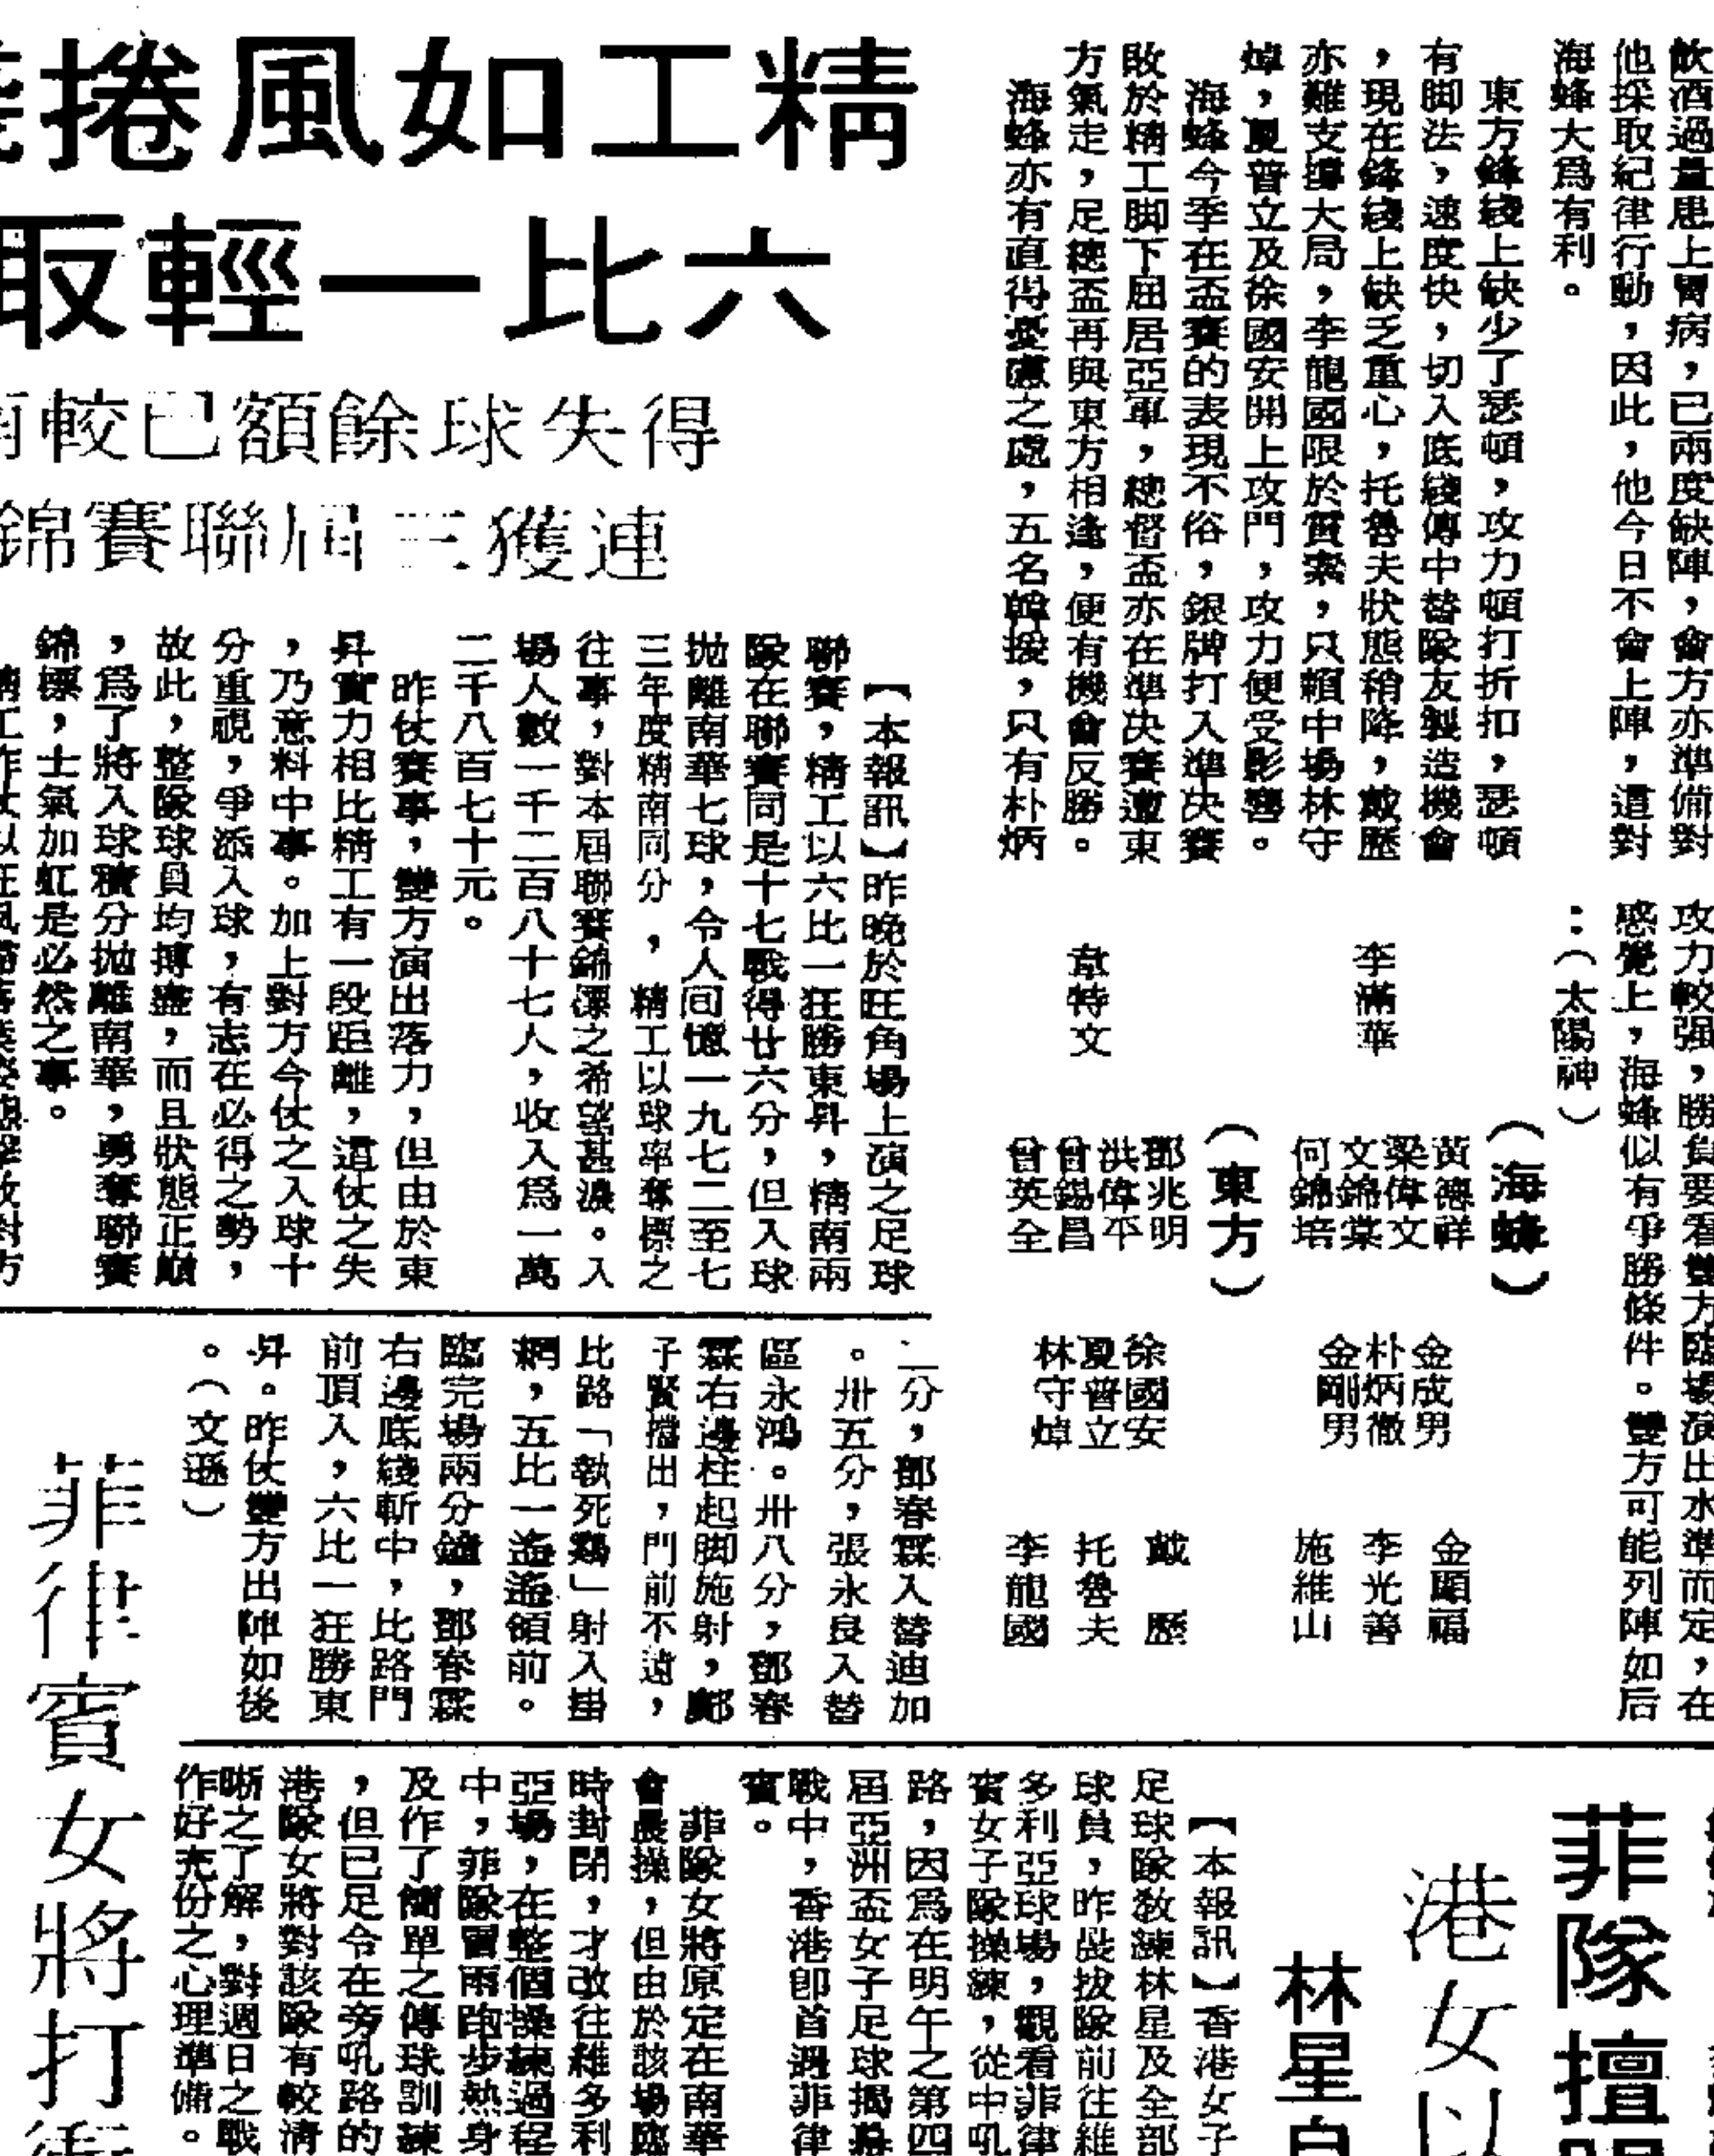 飲酒過量患上胃病，已兩度缺陣，會方亦準備對
他採取紀律行動，因此，他今日不會上陣，這對
海蜂大爲有利。
東方鋒綫上缺少了瑟頓，攻力頓打折扣，瑟頓
有脚法，速度快，切入底綫傳中替隊友製造機會
，現在鋒綫上缺乏重心，托魯夫狀態稍降，戴歷
亦難支撐大局，李龍國限於質素，只賴中場林守
焯，夏普立及徐國安開上攻門，攻力便受影響。
海蜂今季在盃賽的表現不俗，銀牌打入準决賽
敗於精工脚下屈居亞軍，總督盃亦在準决賽遭東
方氣走，足總盃再與東方相逢，便有機會反勝。
海蜂亦有直得憂慮之處，五名幹援，只有朴炳
攻力較强，勝負要看雙方臨場演出水準而定，在
感覺上，海蜂似有爭勝條件。雙方可能列陣如后
：（太陽神）
（海蜂）
李滿華
黃德祥
梁偉文
文錦棠
何錦培
金成男
朴炳徹
金剛男
金顯福
李光善
施維山
（東方）
韋特文
鄧兆明
洪偉平
曾錫昌
曾英全
徐國安
夏普立
林守焯
戴　歷
托魯夫
李龍國
精工如風捲
六比一輕取
得失球餘額已較
連獲三屆聯賽錦
【本報訊】昨晚於旺角場上演之足球
聯賽，精工以六比一狂勝東昇，精南兩
隊在聯賽同是十七戰得廿六分，但入球
拋離南華七球，令人回憶一九七二至七
三年度精南同分，精工以球率奪標之
往事，對本屆聯賽錦漂之希望甚濃。入
場人數一千二百八十七人，收入爲一萬
二千八百七十元。
昨仗賽事，雙方演出落力，但由於東
昇實力相比精工有一段距離，這仗之失
，乃意料中事。加上對方今仗之入球十
分重視，爭添入球，有志在必得之勢，
故此，整隊球員均搏盡，而且狀態正巔
，爲了將入球積分拋離南華，勇奪聯賽
錦標，士氣加虹是必然之事。
精工昨仗以狂風掃落葉姿態擊敗對方
二分，鄧春霖入替迪加
。卅五分，張永良入替
區永鴻。卅八分，鄧春
霖右邊柱起脚施射，鄺
子賢擋出，門前不遠，
比路「執死鷄」射入掛
網，五比一遙遙領前。
臨完場兩分鐘，鄧春霖
右邊底綫斬中，比路門
前頂入，六比一狂勝東
昇。昨仗雙方出陣如後
。（文遜）
菲隊擅
港女以
林星
【本報訊】香港女子
足球隊敎練林星及全部
球員，昨晨拔隊前往維
多利亞球場，觀看菲律
賓女子隊操練，從中吼
路，因爲在明午之第四
屆亞洲盃女子足球揭幕
戰中，香港卽首遇菲律
賓。
菲隊女將原定在南華
會晨操，但由於該場臨
時封閉，才改往維多利
亞場，在整個操練過程
中，菲隊冒雨跑步熱身
及作了簡單之傳球訓練
，但已足令在旁吼路的
港隊女將對該隊有較淸
晰之了解，對週日之戰
作好充份之心理準備。
菲律賓女將打